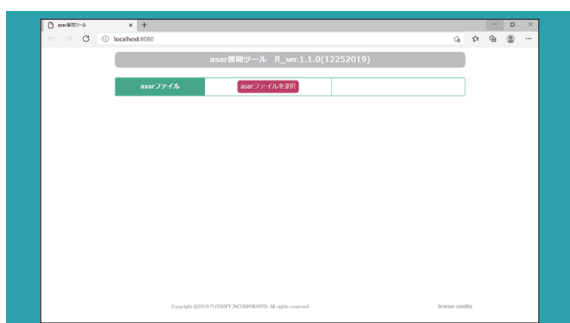 asar展開ツール
localhost:8080
asar展開ツール R_ver.1.1.0(12252019)
asarファイル
asarファイルを選択
Copyright ©2019 FLOSOFT INCORPORATED. All rights reserved.
license credits